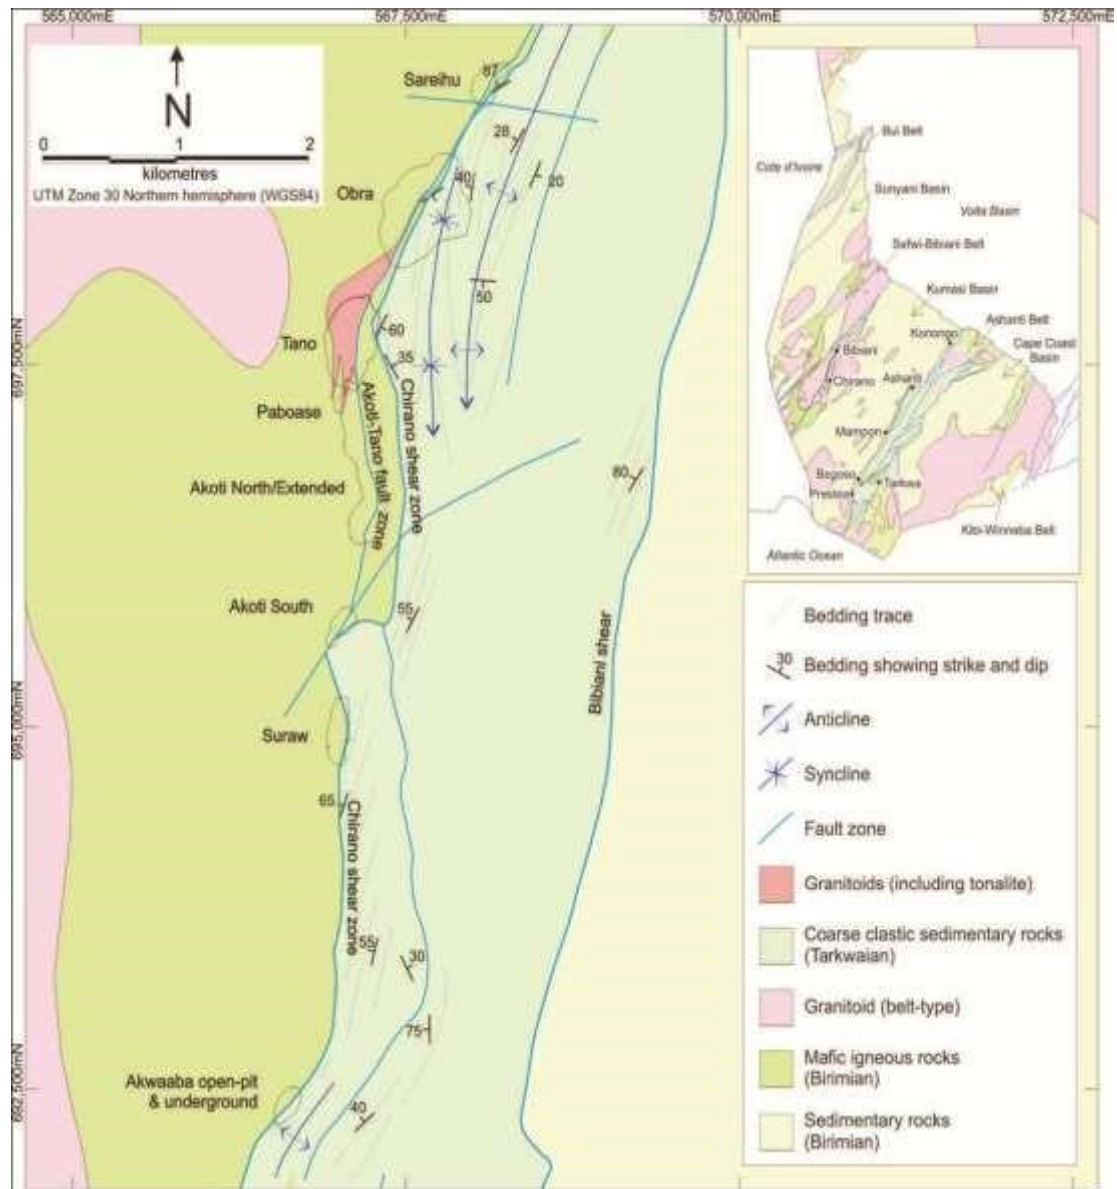 565,000mE
567,500mE
570,000mE
572,500mE
N
0 1 2
kilometres
UTM Zone 30 Northern hemisphere (WGS84)
697,500mN
695,000mN
692,500mN
Sareihu
87
28
20
Obra
40
50
Tano
60
35
Paboase
Akoti-Tano fault zone
Chirano shear zone
Akoti North/Extended
80
Akoti South
55
Bibiani shear
Suraw
65
Chirano shear zone
55
30
75
Akwaaba open-pit
& underground
40
Bui Belt
Cote d'Ivoire
Sunyani Basin
Volta Basin
Sefwi-Bibiani Belt
Kumasi Basin
Konongo
Ashanti Belt
Cape Coast
Basin
Bibiani
Chirano
Ashanti
Mampon
Bogoso
Prestea
Tarkwa
Kibi-Winneba Belt
Atlantic Ocean
Bedding trace
30
Bedding showing strike and dip
Anticline
Syncline
Fault zone
Granitoids (including tonalite)
Coarse clastic sedimentary rocks
(Tarkwaian)
Granitoid (belt-type)
Mafic igneous rocks
(Birimian)
Sedimentary rocks
(Birimian)